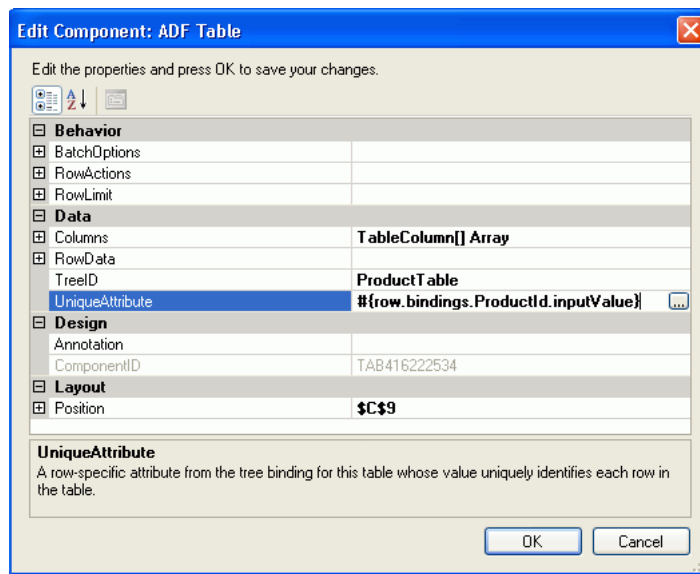 Edit Component: ADF Table
Edit the properties and press OK to save your changes.
Behavior
BatchOptions
RowActions
RowLimit
Data
Columns TableColumn[] Array
RowData
TreeID ProductTable
UniqueAttribute #{row.bindings.ProductId.inputValue} ...
Design
Annotation
ComponentID TAB416222534
Layout
Position $C$9
UniqueAttribute
A row-specific attribute from the tree binding for this table whose value uniquely identifies each row in
the table.
OK Cancel